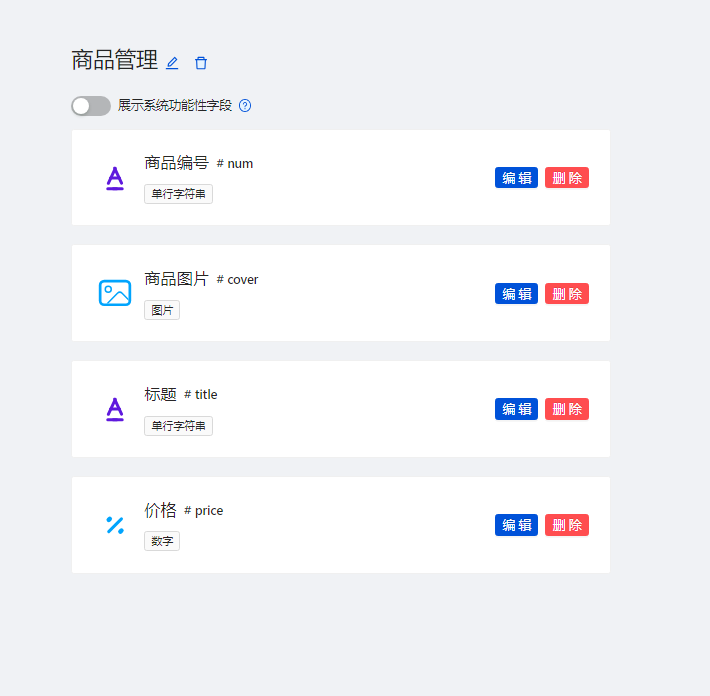 商品管理
展示系统功能性字段
商品编号 # num
单行字符串
编辑 删除
商品图片 # cover
图片
编辑 删除
标题 # title
单行字符串
编辑 删除
价格 # price
数字
编辑 删除